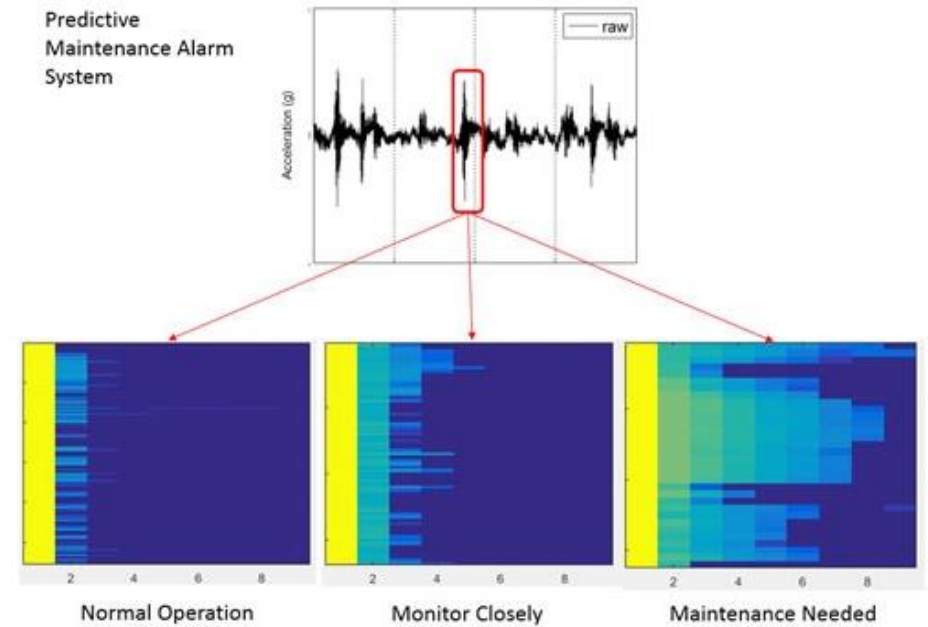 Predictive
Maintenance Alarm
System
raw
Acceleration (g)
2 4 6 8
2 4 6 8
2 4 6 8
Normal Operation
Monitor Closely
Maintenance Needed